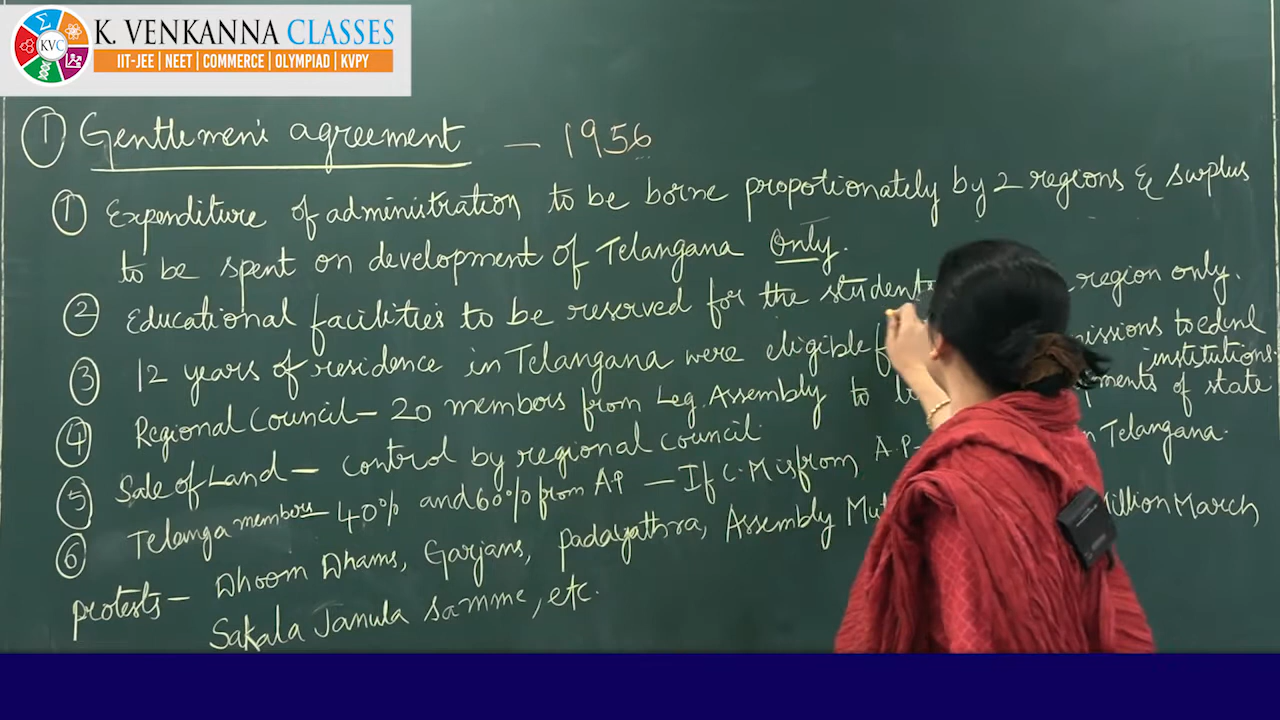 K. VENKANNA CLASSES
KVC
IIT-JEE | NEET | COMMERCE | OLYMPIAD | KVPY
① Gentlemen's agreement — 1956
① Expenditure of administration to be borne propotionately by 2 regions & surplus
to be spent on development of Telangana Only.
② Educational facilities to be reserved for the students region only.
③ 12 years of residence in Telangana were eligible to
institutions.
④ Regional Council — 20 members from Leg. Assembly to of state
⑤ Sale of Land — control by regional council.
⑥ Telanga members — 40% and 60% from AP — If C.M is from A.P - Telangana.
protests — Dhoom Dhams, Garjans, padayathra, Assembly March,
Sakala Janula samme, etc.